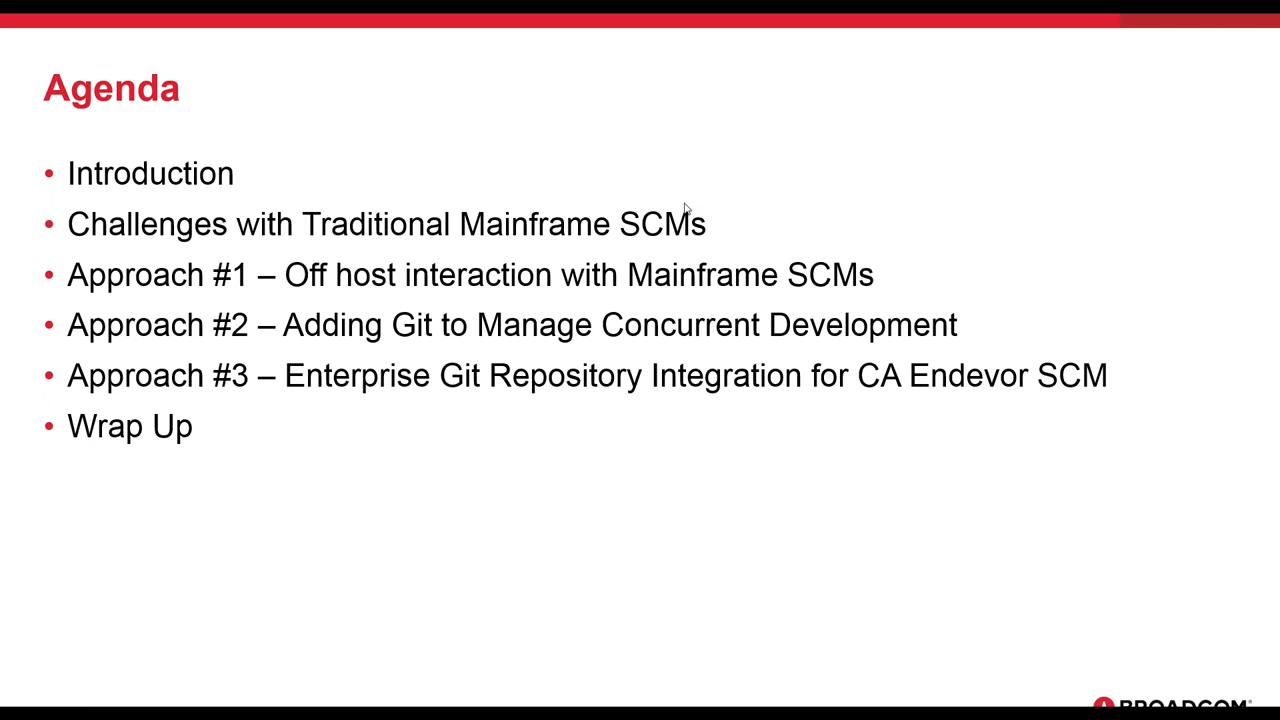 Agenda
• Introduction
• Challenges with Traditional Mainframe SCMs
• Approach #1 – Off host interaction with Mainframe SCMs
• Approach #2 – Adding Git to Manage Concurrent Development
• Approach #3 – Enterprise Git Repository Integration for CA Endevor SCM
• Wrap Up
BROADCOM®